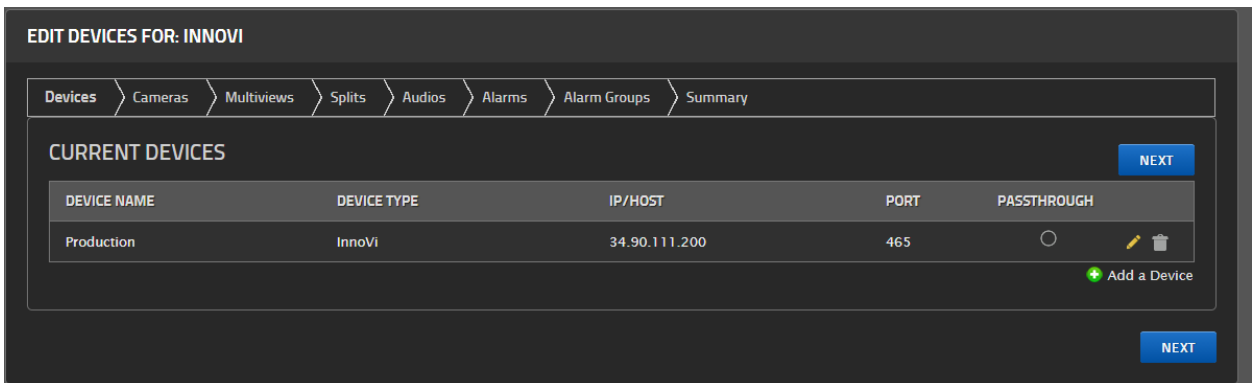 EDIT DEVICES FOR: INNOVI
Devices Cameras Multiviews Splits Audios Alarms Alarm Groups Summary
CURRENT DEVICES
NEXT
DEVICE NAME DEVICE TYPE IP/HOST PORT PASSTHROUGH
Production InnoVi 34.90.111.200 465
Add a Device
NEXT